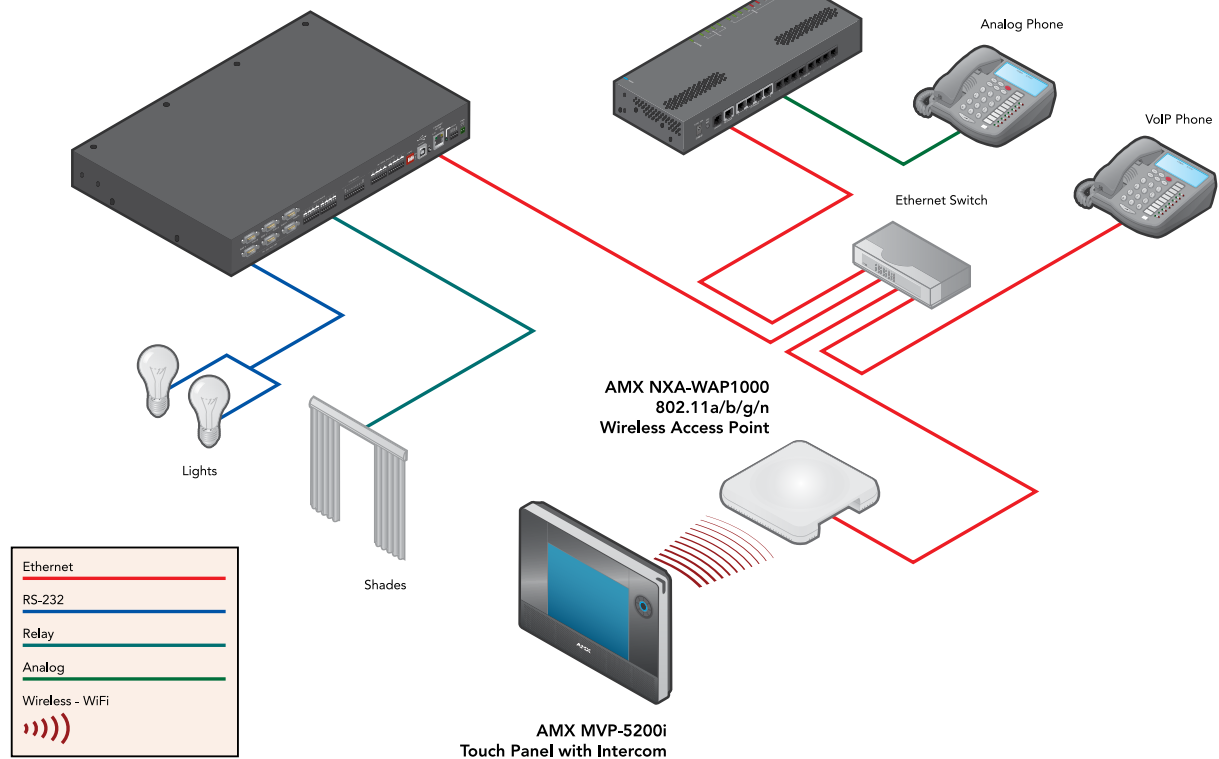 Analog Phone
VoIP Phone
Ethernet Switch
AMX NXA-WAP1000
802.11a/b/g/n
Wireless Access Point
Lights
Shades
Ethernet
RS-232
Relay
Analog
Wireless - WiFi
AMX
AMX MVP-5200i
Touch Panel with Intercom